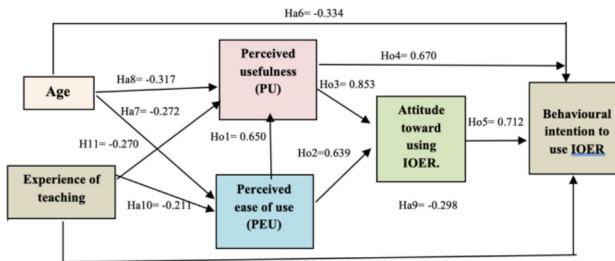 Ha6= -0.334
Perceived
usefulness
(PU)
Ho4= 0.670
Ha8= -0.317
Ho3= 0.853
Age
Ha7= -0.272
Attitude
toward
using
IOER.
Behavioural
intention to
use IOER
H11= -0.270
Ho1= 0.650
Ho5= 0.712
Ho2=0.639
Experience of
teaching
Perceived
ease of use
(PEU)
Ha10= -0.211
Ha9= -0.298